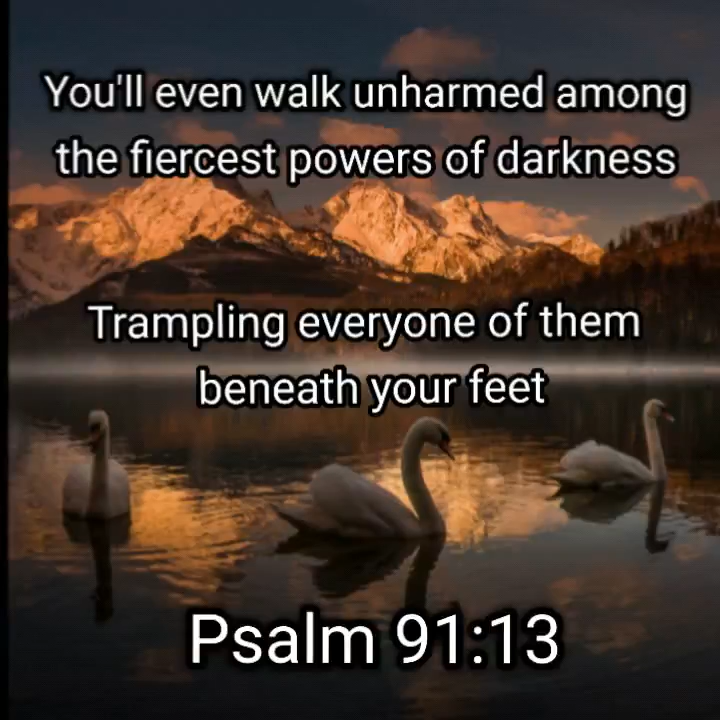 You'll even walk unharmed among
the fiercest powers of darkness
Trampling everyone of them
beneath your feet
Psalm 91:13